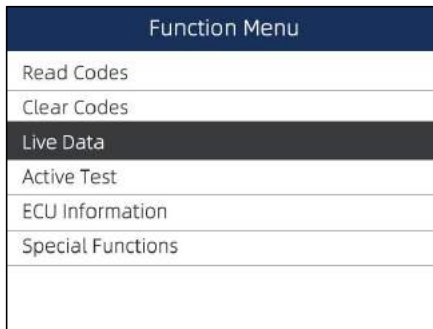 Function Menu
Read Codes
Clear Codes
Live Data
Active Test
ECU Information
Special Functions